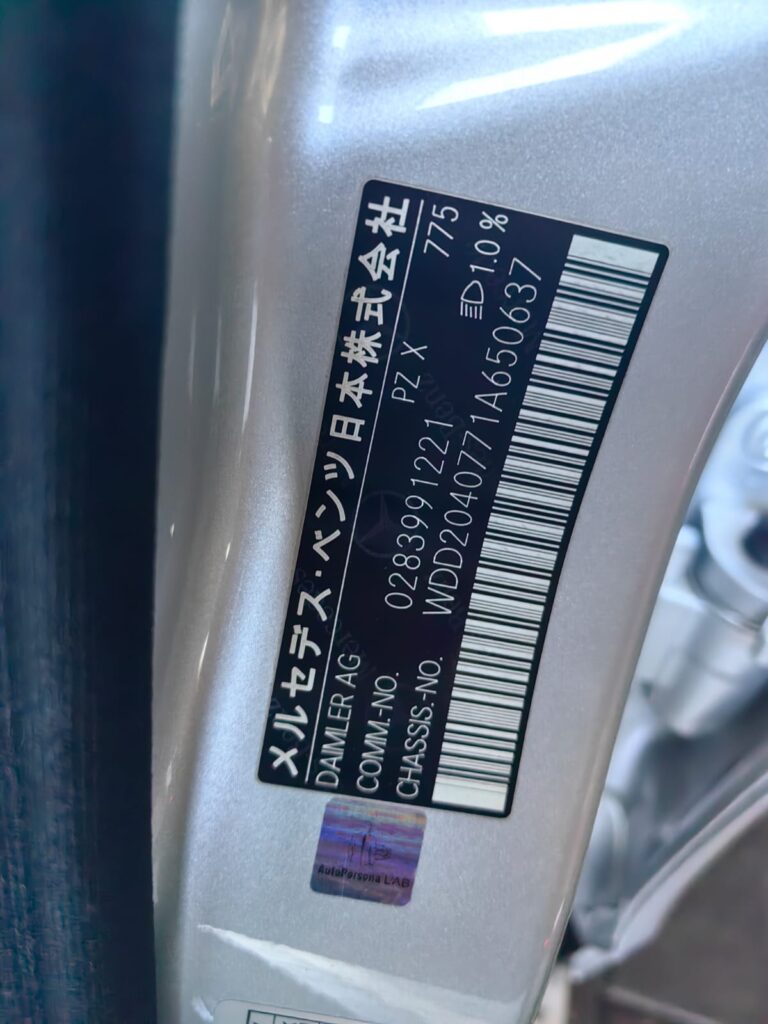 メルセデス・ベンツ日本株式会社
DAIMLER AG 775
COMM.-NO. 0283991221 PZ X 1.0 %
CHASSIS.-NO. WDD2040771A650637
AutoPersona LAB